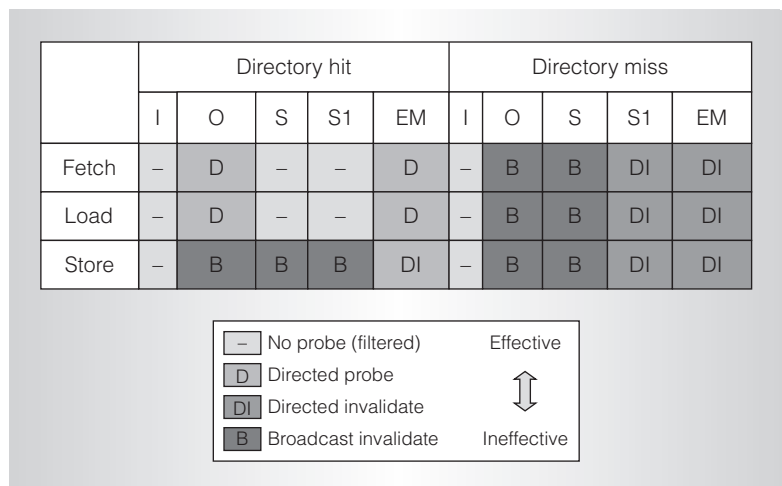 Directory hit Directory miss
I O S S1 EM I O S S1 EM
Fetch – D – – D – B B DI DI
Load – D – – D – B B DI DI
Store – B B B DI – B B DI DI
– No probe (filtered) Effective
D Directed probe
DI Directed invalidate
B Broadcast invalidate Ineffective